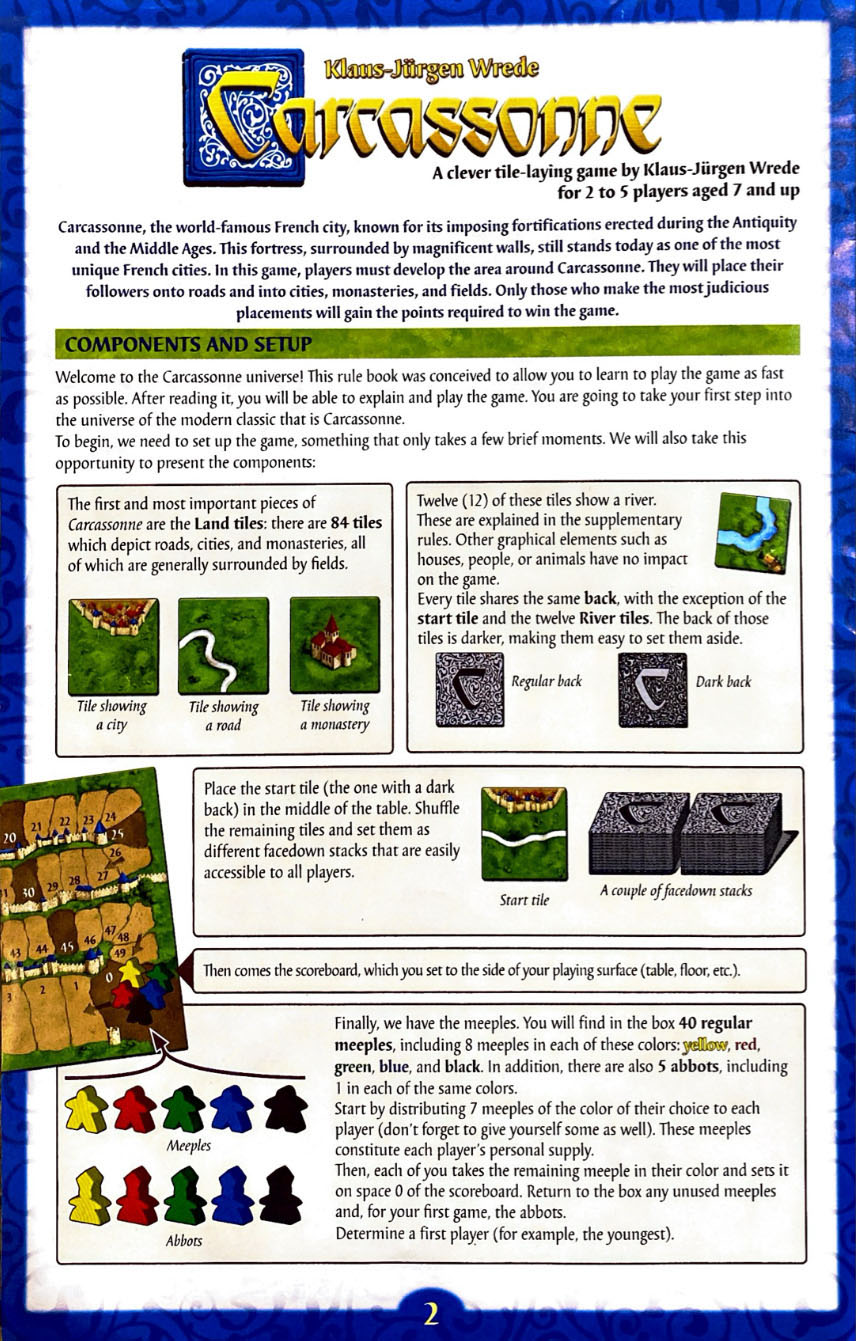 Klaus-Jürgen Wrede
Carcassonne
A clever tile-laying game by Klaus-Jürgen Wrede
for 2 to 5 players aged 7 and up
Carcassonne, the world-famous French city, known for its imposing fortifications erected during the Antiquity
and the Middle Ages. This fortress, surrounded by magnificent walls, still stands today as one of the most
unique French cities. In this game, players must develop the area around Carcassonne. They will place their
followers onto roads and into cities, monasteries, and fields. Only those who make the most judicious
placements will gain the points required to win the game.
COMPONENTS AND SETUP
Welcome to the Carcassonne universe! This rule book was conceived to allow you to learn to play the game as fast
as possible. After reading it, you will be able to explain and play the game. You are going to take your first step into
the universe of the modern classic that is Carcassonne.
To begin, we need to set up the game, something that only takes a few brief moments. We will also take this
opportunity to present the components:
The first and most important pieces of
Carcassonne are the Land tiles: there are 84 tiles
which depict roads, cities, and monasteries, all
of which are generally surrounded by fields.
Tile showing
a city
Tile showing
a road
Tile showing
a monastery
Twelve (12) of these tiles show a river.
These are explained in the supplementary
rules. Other graphical elements such as
houses, people, or animals have no impact
on the game.
Every tile shares the same back, with the exception of the
start tile and the twelve River tiles. The back of those
tiles is darker, making them easy to set them aside.
C
Regular back
C
Dark back
Place the start tile (the one with a dark
back) in the middle of the table. Shuffle
the remaining tiles and set them as
different facedown stacks that are easily
accessible to all players.
Start tile
A couple of facedown stacks
20 21 22 23 24
25
26
31 30 29 28 27
43 44 45 46 47 48
49
3 2 1 0
Then comes the scoreboard, which you set to the side of your playing surface (table, floor, etc.).
Finally, we have the meeples. You will find in the box 40 regular
meeples, including 8 meeples in each of these colors: yellow, red,
green, blue, and black. In addition, there are also 5 abbots, including
1 in each of the same colors.
Start by distributing 7 meeples of the color of their choice to each
player (don't forget to give yourself some as well). These meeples
constitute each player's personal supply.
Then, each of you takes the remaining meeple in their color and sets it
on space 0 of the scoreboard. Return to the box any unused meeples
and, for your first game, the abbots.
Determine a first player (for example, the youngest).
Meeples
Abbots
2